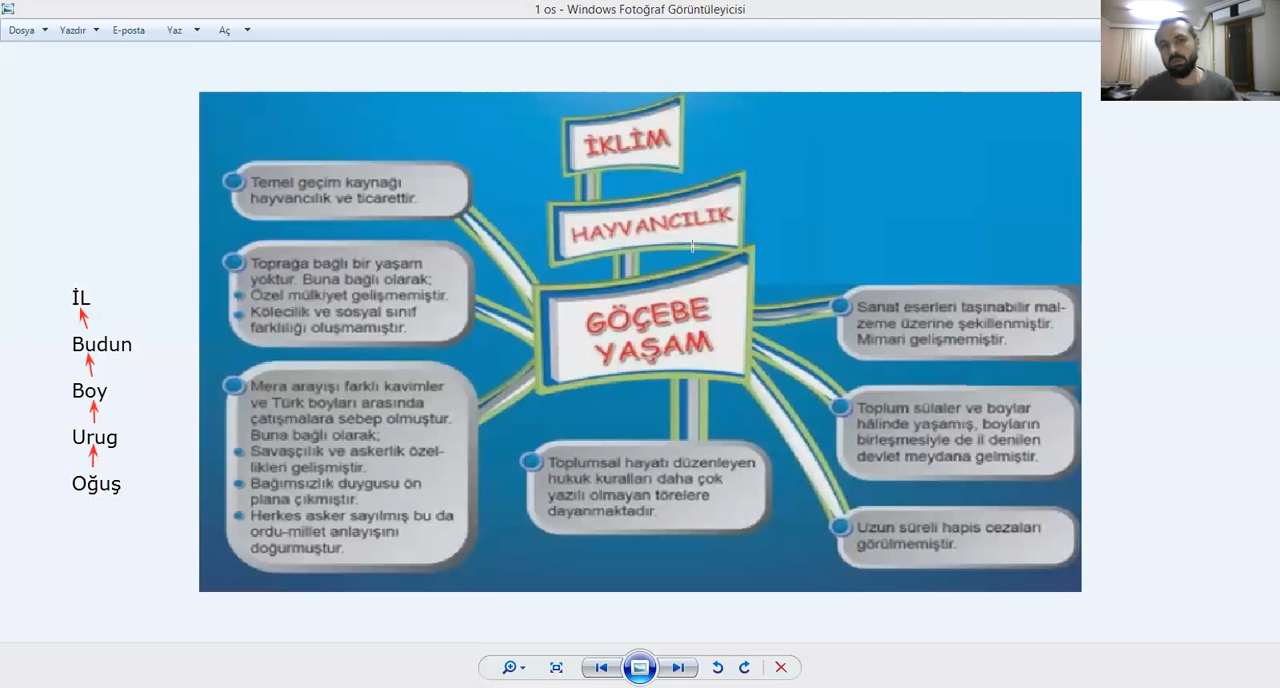 1 os - Windows Fotoğraf Görüntüleyicisi
Dosya Yazdır E-posta Yaz Aç
İKLİM
HAYVANCILIK
GÖÇEBE
YAŞAM
Temel geçim kaynağı
hayvancılık ve ticarettir.
Toprağa bağlı bir yaşam
yoktur. Buna bağlı olarak;
Özel mülkiyet gelişmemiştir.
Kölecilik ve sosyal sınıf
farklılığı oluşmamıştır.
Mera arayışı farklı kavimler
ve Türk boyları arasında
çatışmalara sebep olmuştur.
Buna bağlı olarak;
Savaşçılık ve askerlik özel-
likleri gelişmiştir.
Bağımsızlık duygusu ön
plana çıkmıştır.
Herkes asker sayılmış bu da
ordu-millet anlayışını
doğurmuştur.
Toplumsal hayatı düzenleyen
hukuk kuralları daha çok
yazılı olmayan törelere
dayanmaktadır.
Sanat eserleri taşınabilir mal-
zeme üzerine şekillenmiştir.
Mimari gelişmemiştir.
Toplum sülaler ve boylar
hâlinde yaşamış, boyların
birleşmesiyle de il denilen
devlet meydana gelmiştir.
Uzun süreli hapis cezaları
görülmemiştir.
İL
Budun
Boy
Urug
Oğuş